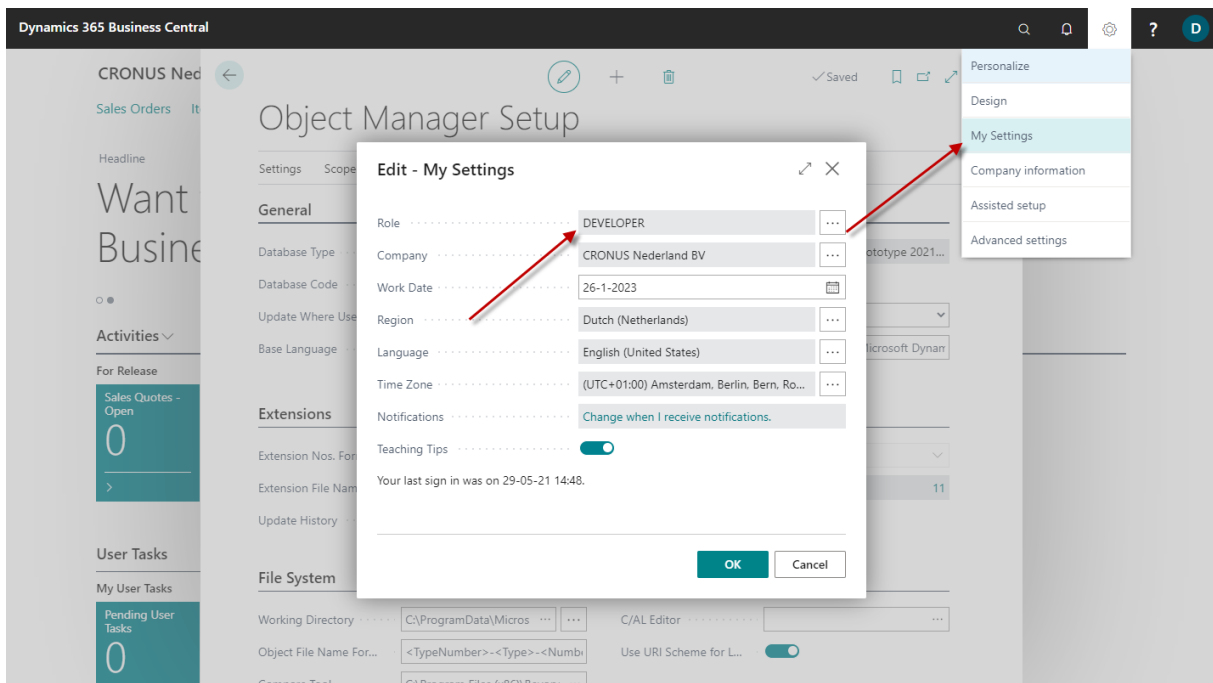 Dynamics 365 Business Central
?
D
CRONUS Ned
Sales Orders It
Headline
Want
Busine
Activities
For Release
Sales Quotes -
Open
0
>
User Tasks
My User Tasks
Pending User
Tasks
0
Saved
Object Manager Setup
Settings Scope
General
Database Type
ototype 2021...
Database Code
Update Where Use
Base Language
licrosoft Dynam
Extensions
Extension Nos. For
Extension File Nam
11
Update History
File System
Working Directory C:\ProgramData\Micros ... ...
C/AL Editor ...
Object File Name For... <TypeNumber>-<Type>-<Numb
Use URI Scheme for L...
Edit - My Settings
Role DEVELOPER ...
Company CRONUS Nederland BV ...
Work Date 26-1-2023
Region Dutch (Netherlands) ...
Language English (United States) ...
Time Zone (UTC+01:00) Amsterdam, Berlin, Bern, Ro... ...
Notifications Change when I receive notifications.
Teaching Tips
Your last sign in was on 29-05-21 14:48.
OK Cancel
Personalize
Design
My Settings
Company information
Assisted setup
Advanced settings